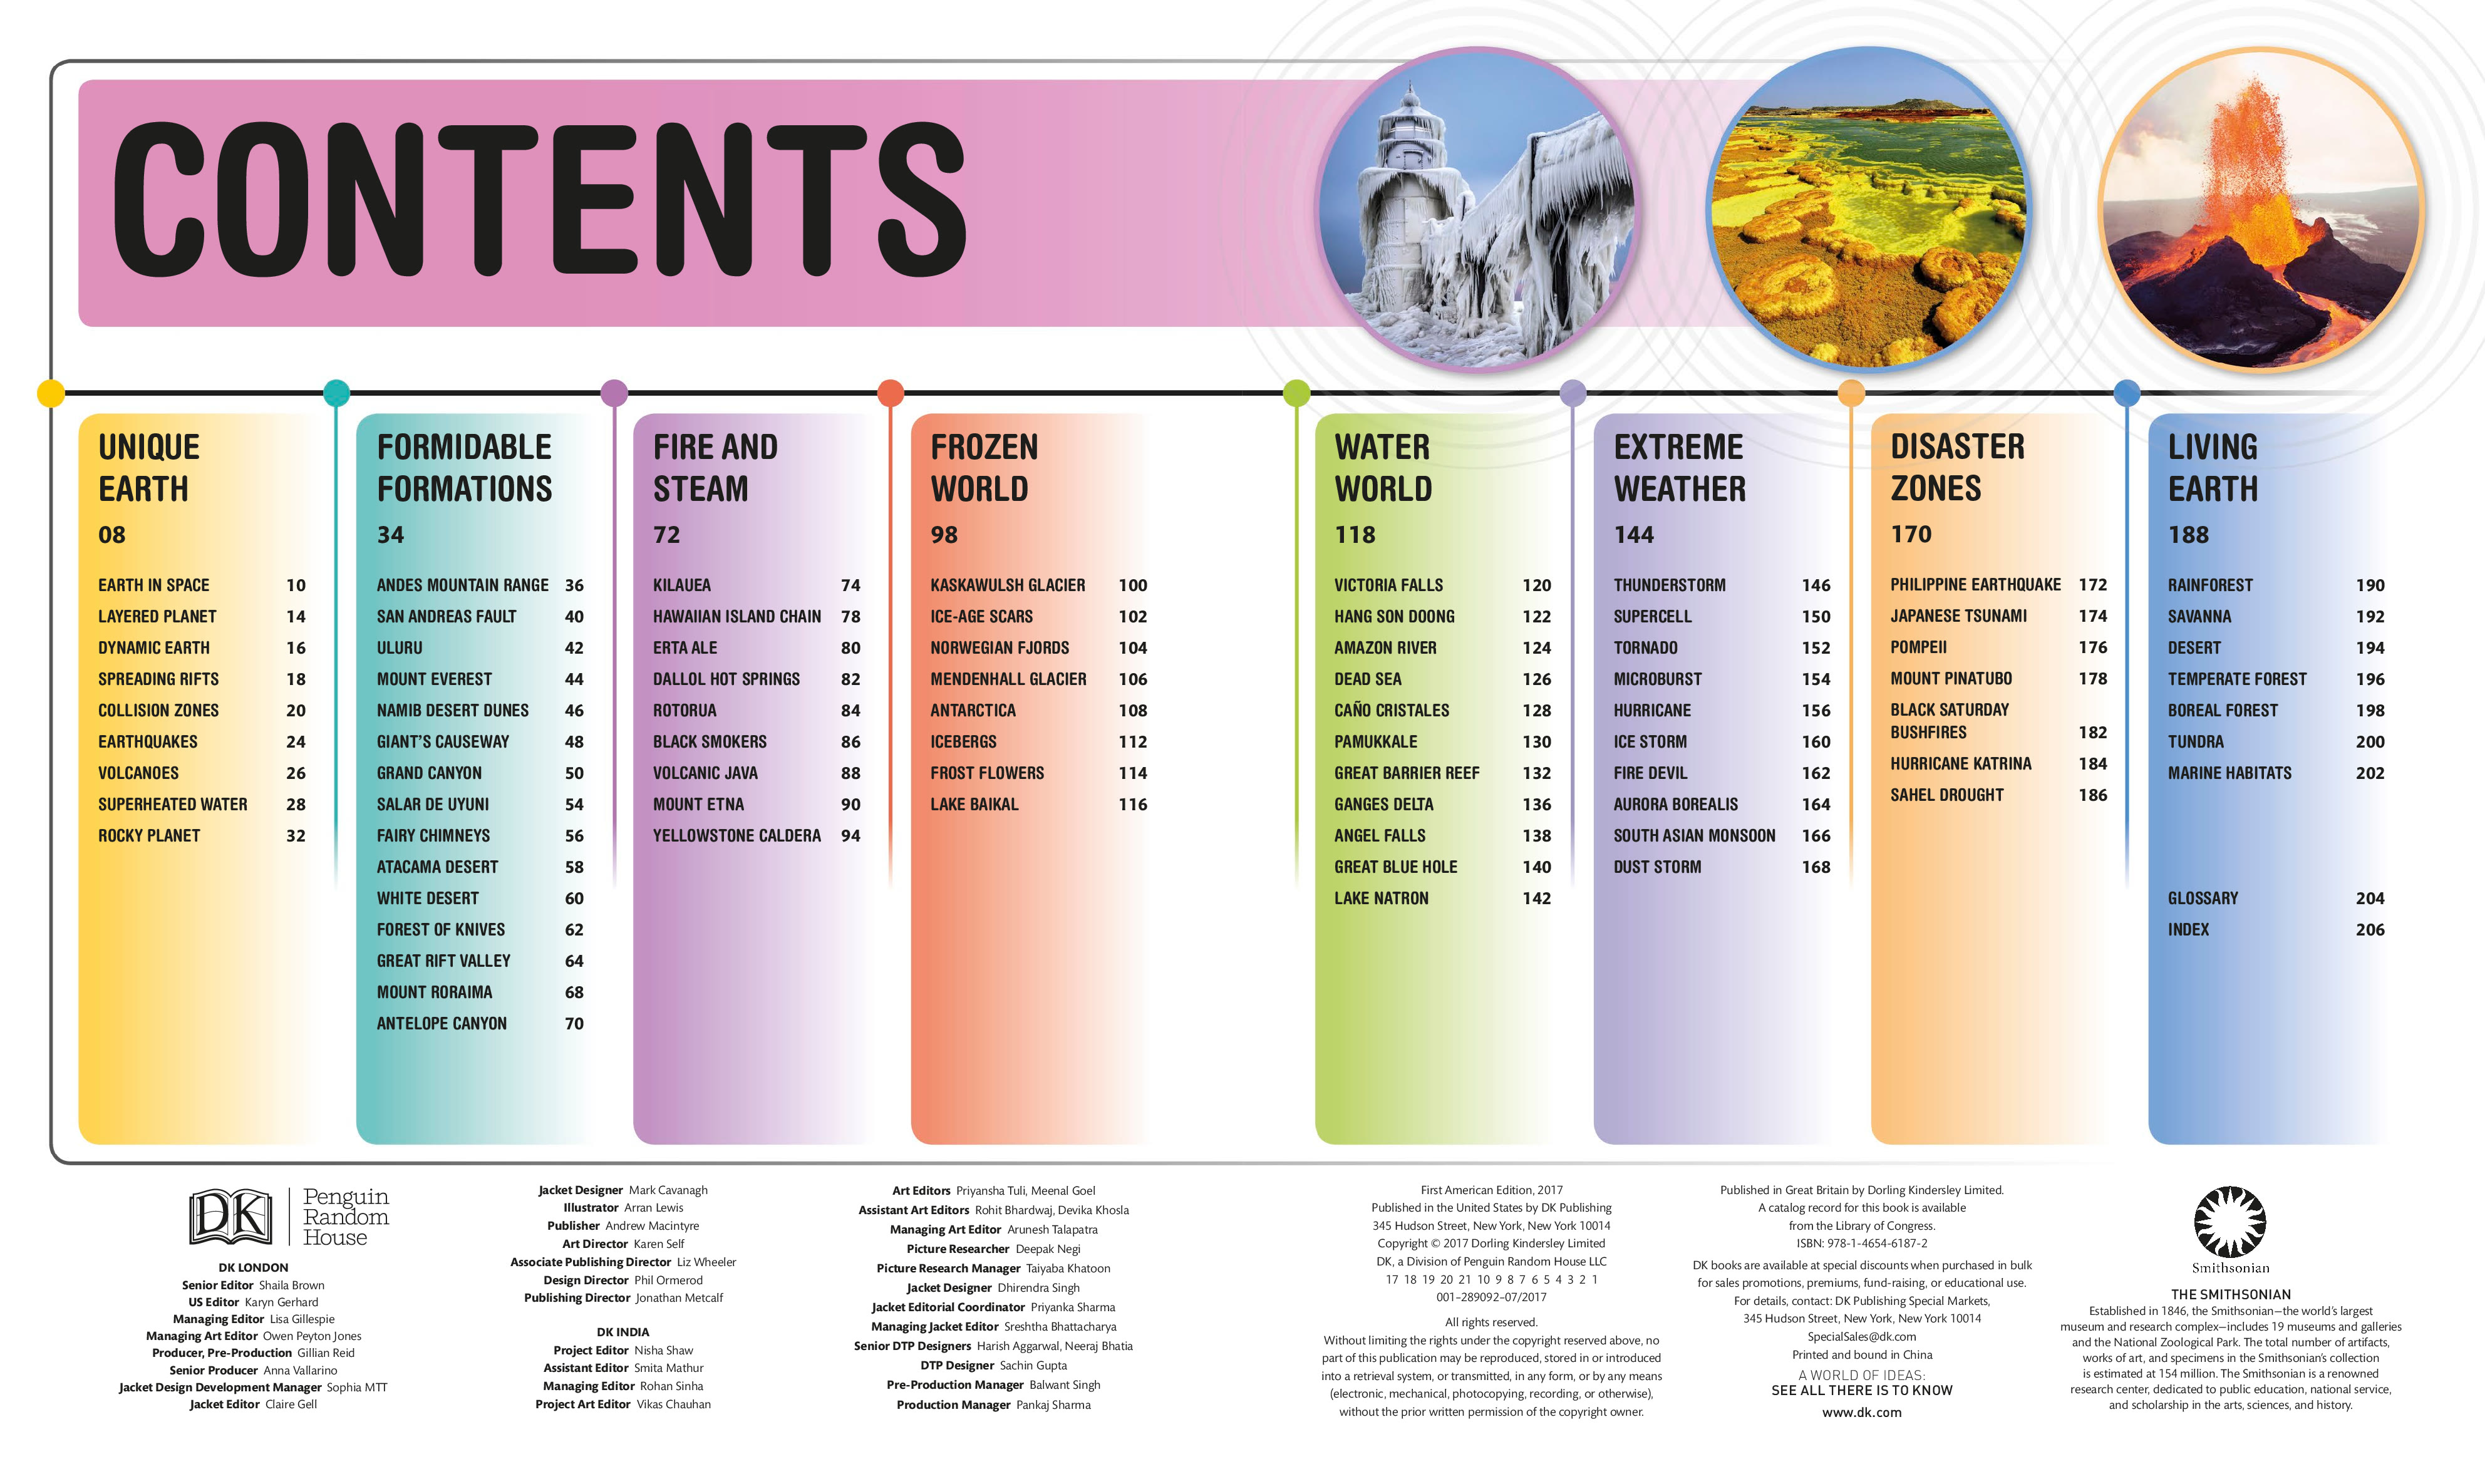 CONTENTS
UNIQUE
EARTH
08
EARTH IN SPACE 10
LAYERED PLANET 14
DYNAMIC EARTH 16
SPREADING RIFTS 18
COLLISION ZONES 20
EARTHQUAKES 24
VOLCANOES 26
SUPERHEATED WATER 28
ROCKY PLANET 32
FORMIDABLE
FORMATIONS
34
ANDES MOUNTAIN RANGE 36
SAN ANDREAS FAULT 40
ULURU 42
MOUNT EVEREST 44
NAMIB DESERT DUNES 46
GIANT'S CAUSEWAY 48
GRAND CANYON 50
SALAR DE UYUNI 54
FAIRY CHIMNEYS 56
ATACAMA DESERT 58
WHITE DESERT 60
FOREST OF KNIVES 62
GREAT RIFT VALLEY 64
MOUNT RORAIMA 68
ANTELOPE CANYON 70
FIRE AND
STEAM
72
KILAUEA 74
HAWAIIAN ISLAND CHAIN 78
ERTA ALE 80
DALLOL HOT SPRINGS 82
ROTORUA 84
BLACK SMOKERS 86
VOLCANIC JAVA 88
MOUNT ETNA 90
YELLOWSTONE CALDERA 94
FROZEN
WORLD
98
KASKAWULSH GLACIER 100
ICE-AGE SCARS 102
NORWEGIAN FJORDS 104
MENDENHALL GLACIER 106
ANTARCTICA 108
ICEBERGS 112
FROST FLOWERS 114
LAKE BAIKAL 116
WATER
WORLD
118
VICTORIA FALLS 120
HANG SON DOONG 122
AMAZON RIVER 124
DEAD SEA 126
CAÑO CRISTALES 128
PAMUKKALE 130
GREAT BARRIER REEF 132
GANGES DELTA 136
ANGEL FALLS 138
GREAT BLUE HOLE 140
LAKE NATRON 142
EXTREME
WEATHER
144
THUNDERSTORM 146
SUPERCELL 150
TORNADO 152
MICROBURST 154
HURRICANE 156
ICE STORM 160
FIRE DEVIL 162
AURORA BOREALIS 164
SOUTH ASIAN MONSOON 166
DUST STORM 168
DISASTER
ZONES
170
PHILIPPINE EARTHQUAKE 172
JAPANESE TSUNAMI 174
POMPEII 176
MOUNT PINATUBO 178
BLACK SATURDAY
BUSHFIRES 182
HURRICANE KATRINA 184
SAHEL DROUGHT 186
LIVING
EARTH
188
RAINFOREST 190
SAVANNA 192
DESERT 194
TEMPERATE FOREST 196
BOREAL FOREST 198
TUNDRA 200
MARINE HABITATS 202
GLOSSARY 204
INDEX 206
DK
Penguin
Random
House
DK LONDON
Senior Editor Shaila Brown
US Editor Karyn Gerhard
Managing Editor Lisa Gillespie
Managing Art Editor Owen Peyton Jones
Producer, Pre-Production Gillian Reid
Senior Producer Anna Vallarino
Jacket Design Development Manager Sophia MTT
Jacket Editor Claire Gell
Jacket Designer Mark Cavanagh
Illustrator Arran Lewis
Publisher Andrew Macintyre
Art Director Karen Self
Associate Publishing Director Liz Wheeler
Design Director Phil Ormerod
Publishing Director Jonathan Metcalf
DK INDIA
Project Editor Nisha Shaw
Assistant Editor Smita Mathur
Managing Editor Rohan Sinha
Project Art Editor Vikas Chauhan
Art Editors Priyansha Tuli, Meenal Goel
Assistant Art Editors Rohit Bhardwaj, Devika Khosla
Managing Art Editor Arunesh Talapatra
Picture Researcher Deepak Negi
Picture Research Manager Taiyaba Khatoon
Jacket Designer Dhirendra Singh
Jacket Editorial Coordinator Priyanka Sharma
Managing Jacket Editor Sreshtha Bhattacharya
Senior DTP Designers Harish Aggarwal, Neeraj Bhatia
DTP Designer Sachin Gupta
Pre-Production Manager Balwant Singh
Production Manager Pankaj Sharma
First American Edition, 2017
Published in the United States by DK Publishing
345 Hudson Street, New York, New York 10014
Copyright © 2017 Dorling Kindersley Limited
DK, a Division of Penguin Random House LLC
17 18 19 20 21 10 9 8 7 6 5 4 3 2 1
001–289092–07/2017
All rights reserved.
Without limiting the rights under the copyright reserved above, no
part of this publication may be reproduced, stored in or introduced
into a retrieval system, or transmitted, in any form, or by any means
(electronic, mechanical, photocopying, recording, or otherwise),
without the prior written permission of the copyright owner.
Published in Great Britain by Dorling Kindersley Limited.
A catalog record for this book is available
from the Library of Congress.
ISBN: 978-1-4654-6187-2
DK books are available at special discounts when purchased in bulk
for sales promotions, premiums, fund-raising, or educational use.
For details, contact: DK Publishing Special Markets,
345 Hudson Street, New York, New York 10014
SpecialSales@dk.com
Printed and bound in China
A WORLD OF IDEAS:
SEE ALL THERE IS TO KNOW
www.dk.com
Smithsonian
THE SMITHSONIAN
Established in 1846, the Smithsonian—the world's largest
museum and research complex—includes 19 museums and galleries
and the National Zoological Park. The total number of artifacts,
works of art, and specimens in the Smithsonian's collection
is estimated at 154 million. The Smithsonian is a renowned
research center, dedicated to public education, national service,
and scholarship in the arts, sciences, and history.